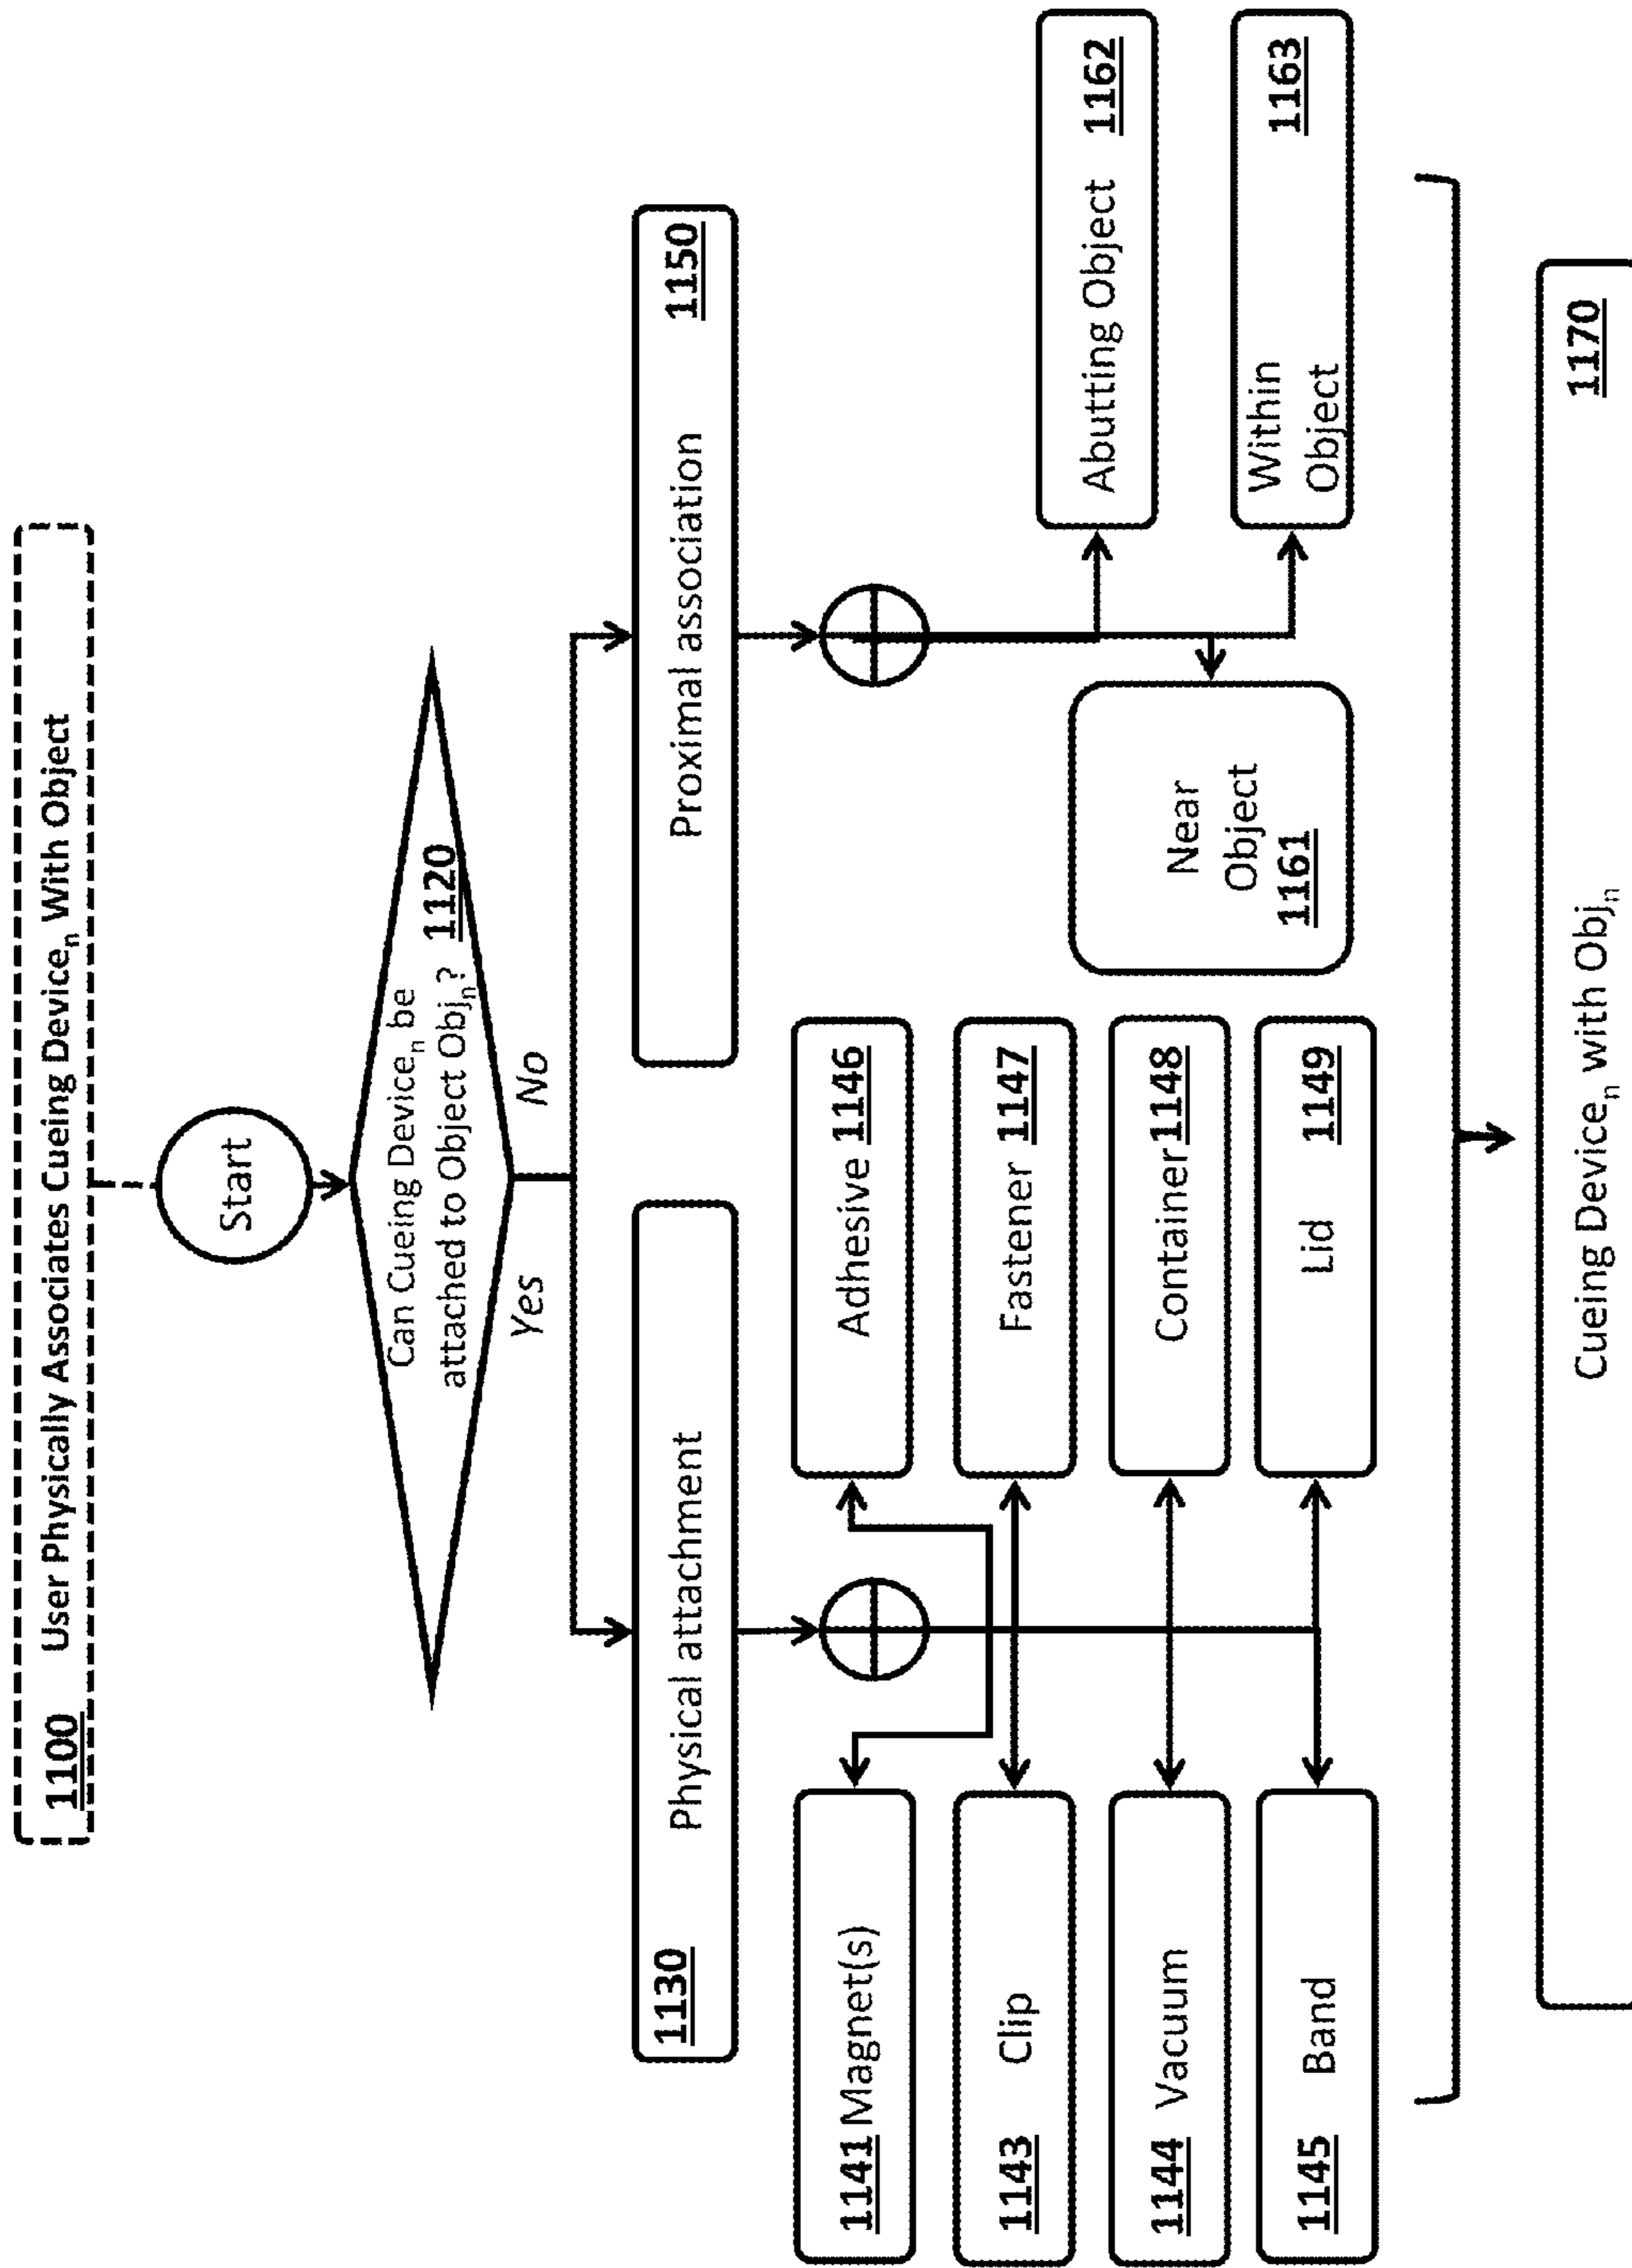 1100 User Physically Associates Cueing Deviceₙ With Object
Start
Can Cueing Deviceₙ be
attached to Object Objₙ? 1120
Yes
No
1130 Physical attachment
Proximal association 1150
1141 Magnet(s)
Adhesive 1146
1143 Clip
Fastener 1147
1144 Vacuum
Container 1148
1145 Band
Lid 1149
Near
Object
1161
Abutting Object 1162
Within 1163
Object
1170
Cueing Deviceₙ with Objₙ